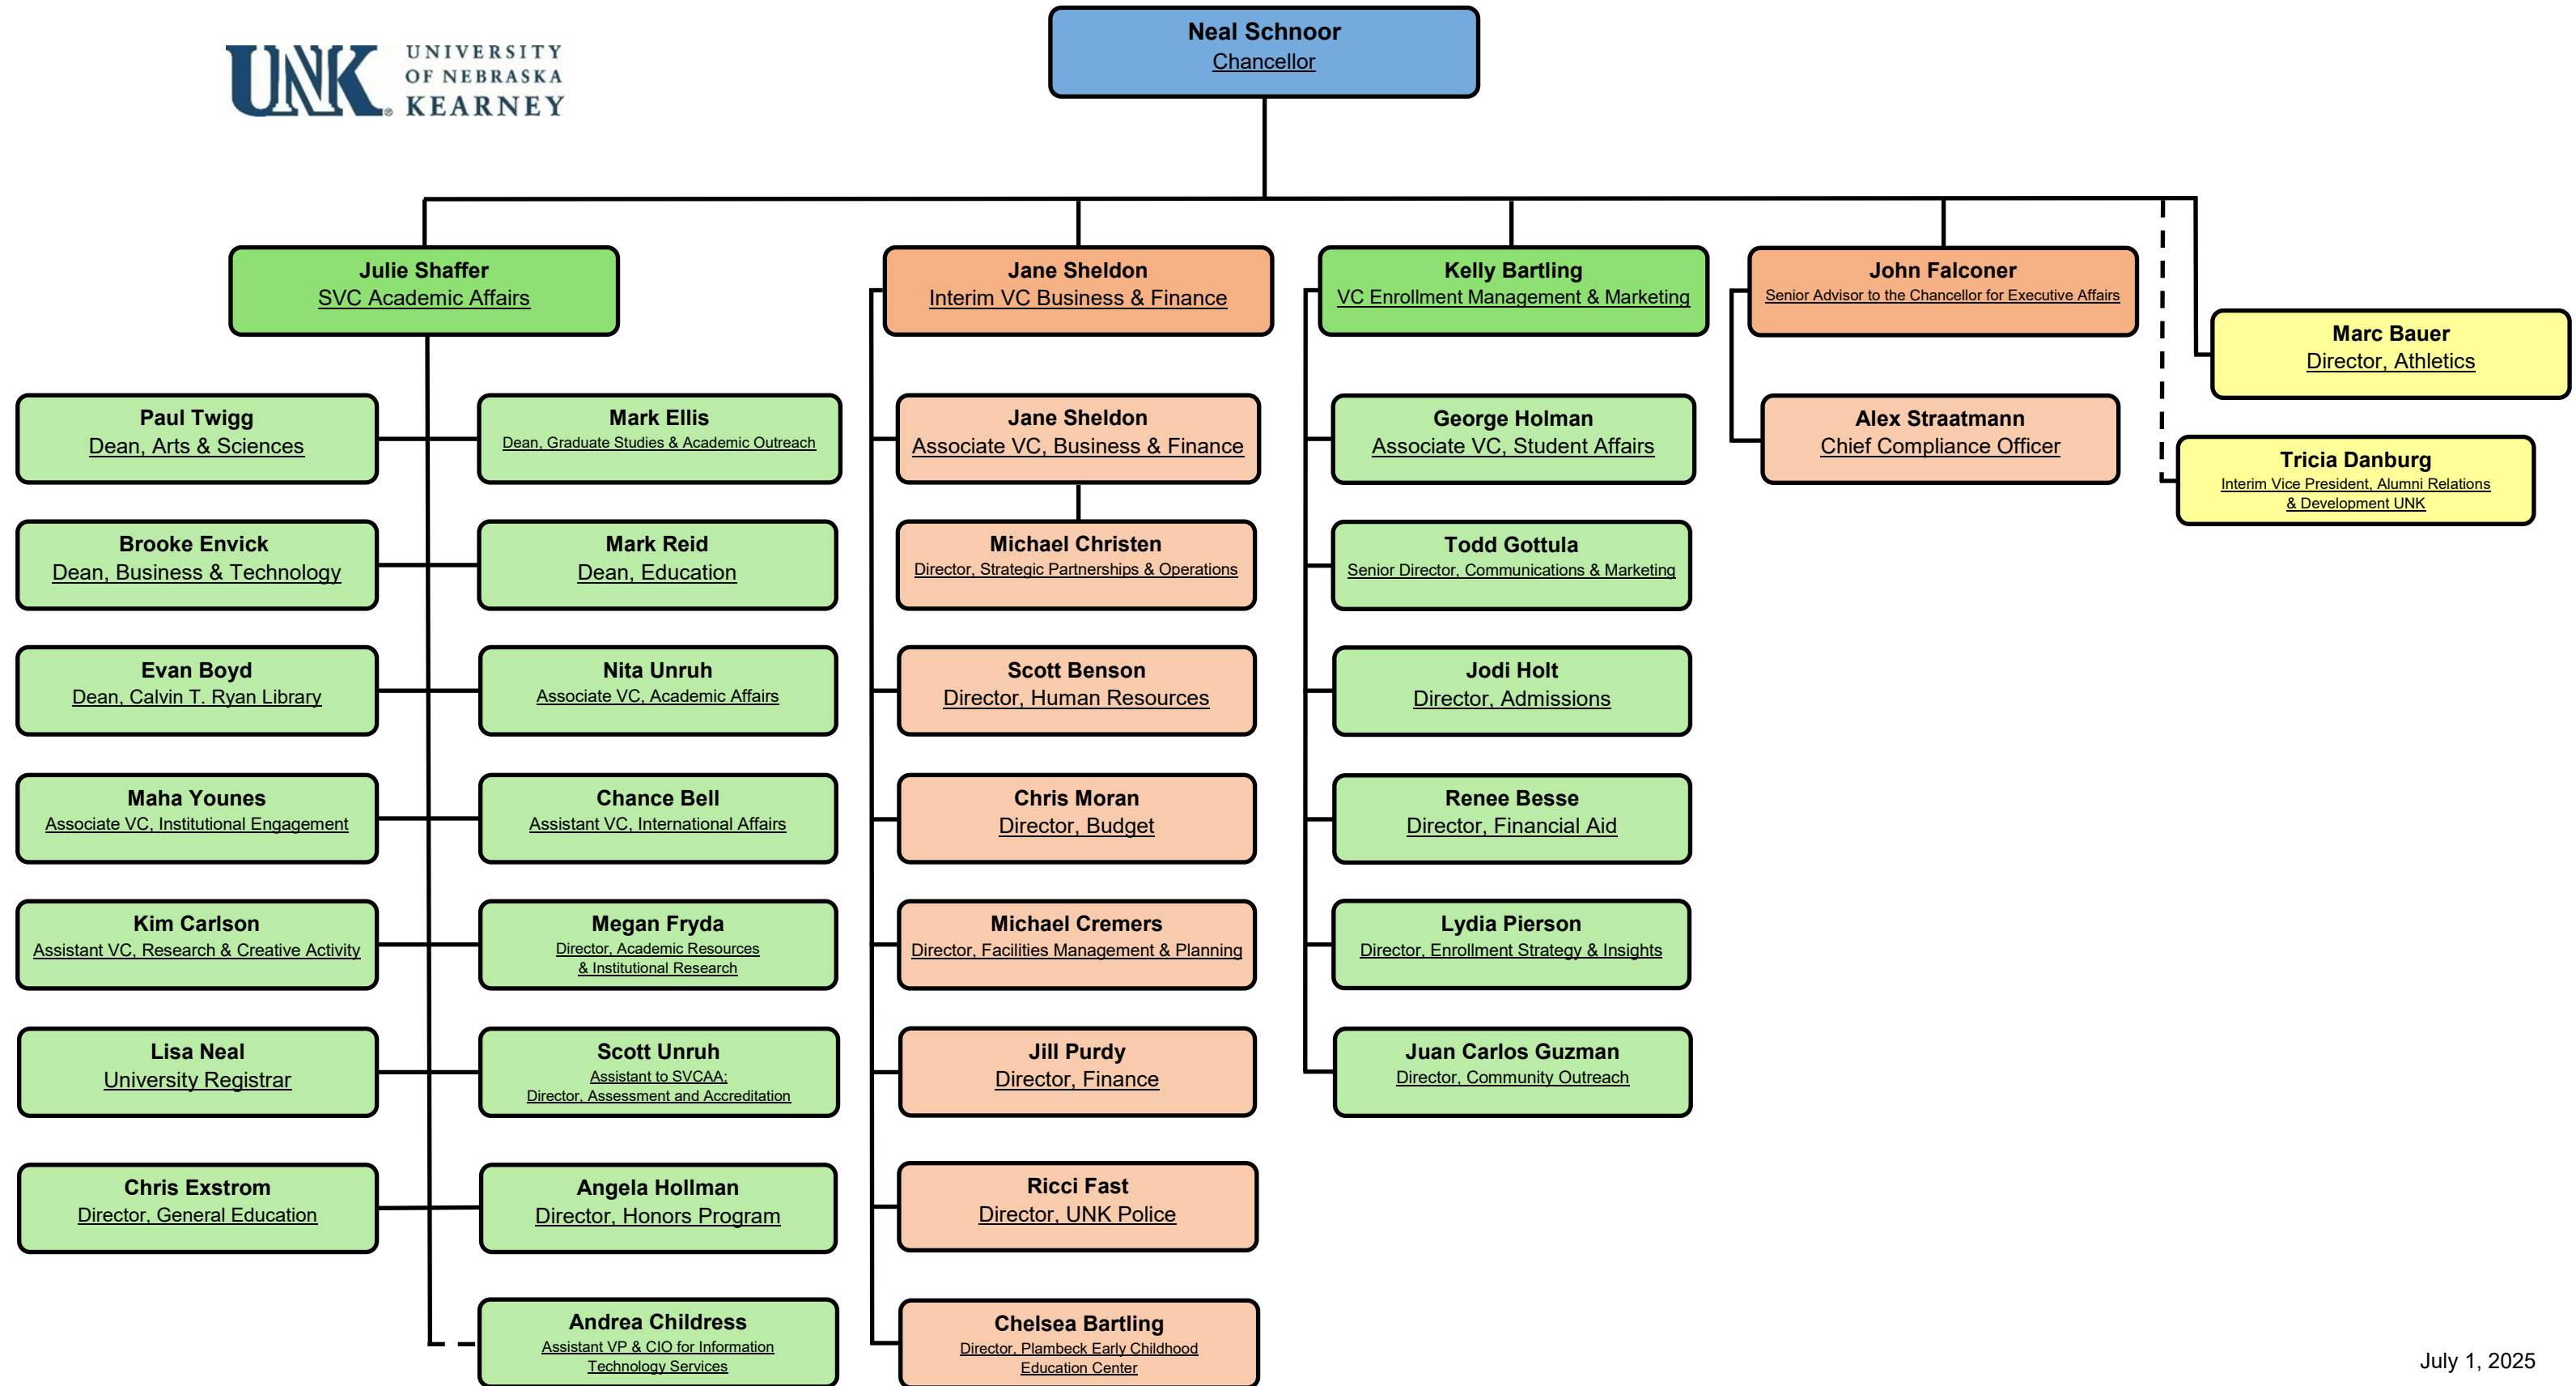 UNK®
UNIVERSITY
OF NEBRASKA
KEARNEY
Neal Schnoor
Chancellor
Julie Shaffer
SVC Academic Affairs
Jane Sheldon
Interim VC Business & Finance
Kelly Bartling
VC Enrollment Management & Marketing
John Falconer
Senior Advisor to the Chancellor for Executive Affairs
Marc Bauer
Director, Athletics
Tricia Danburg
Interim Vice President, Alumni Relations
& Development UNK
Paul Twigg
Dean, Arts & Sciences
Mark Ellis
Dean, Graduate Studies & Academic Outreach
Brooke Envick
Dean, Business & Technology
Mark Reid
Dean, Education
Evan Boyd
Dean, Calvin T. Ryan Library
Nita Unruh
Associate VC, Academic Affairs
Maha Younes
Associate VC, Institutional Engagement
Chance Bell
Assistant VC, International Affairs
Kim Carlson
Assistant VC, Research & Creative Activity
Megan Fryda
Director, Academic Resources
& Institutional Research
Lisa Neal
University Registrar
Scott Unruh
Assistant to SVCAA;
Director, Assessment and Accreditation
Chris Exstrom
Director, General Education
Angela Hollman
Director, Honors Program
Andrea Childress
Assistant VP & CIO for Information
Technology Services
Jane Sheldon
Associate VC, Business & Finance
Michael Christen
Director, Strategic Partnerships & Operations
Scott Benson
Director, Human Resources
Chris Moran
Director, Budget
Michael Cremers
Director, Facilities Management & Planning
Jill Purdy
Director, Finance
Ricci Fast
Director, UNK Police
Chelsea Bartling
Director, Plambeck Early Childhood
Education Center
George Holman
Associate VC, Student Affairs
Todd Gottula
Senior Director, Communications & Marketing
Jodi Holt
Director, Admissions
Renee Besse
Director, Financial Aid
Lydia Pierson
Director, Enrollment Strategy & Insights
Juan Carlos Guzman
Director, Community Outreach
Alex Straatmann
Chief Compliance Officer
July 1, 2025